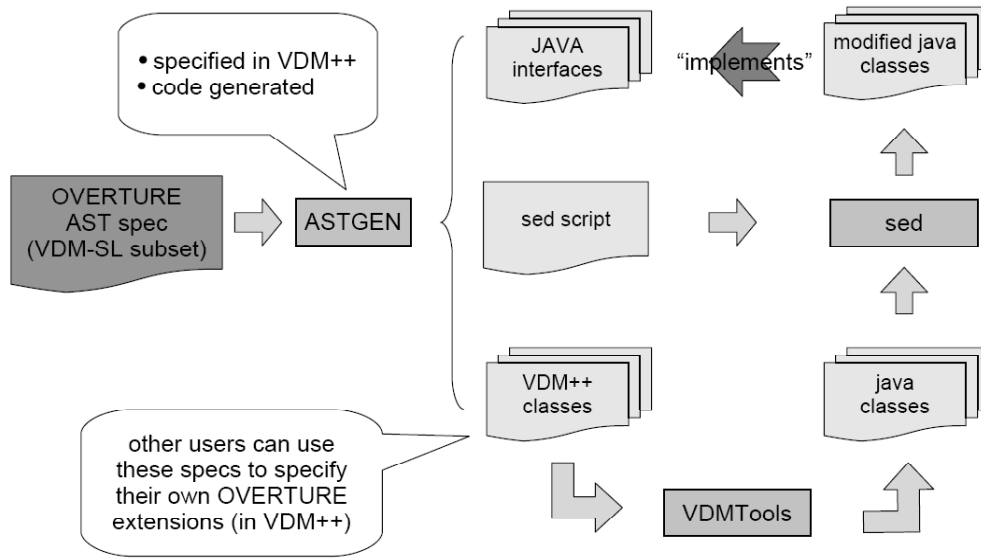 • specified in VDM++
• code generated
JAVA
interfaces
“implements”
modified java
classes
OVERTURE
AST spec
(VDM-SL subset)
ASTGEN
sed script
sed
VDM++
classes
java
classes
other users can use
these specs to specify
their own OVERTURE
extensions (in VDM++)
VDMTools